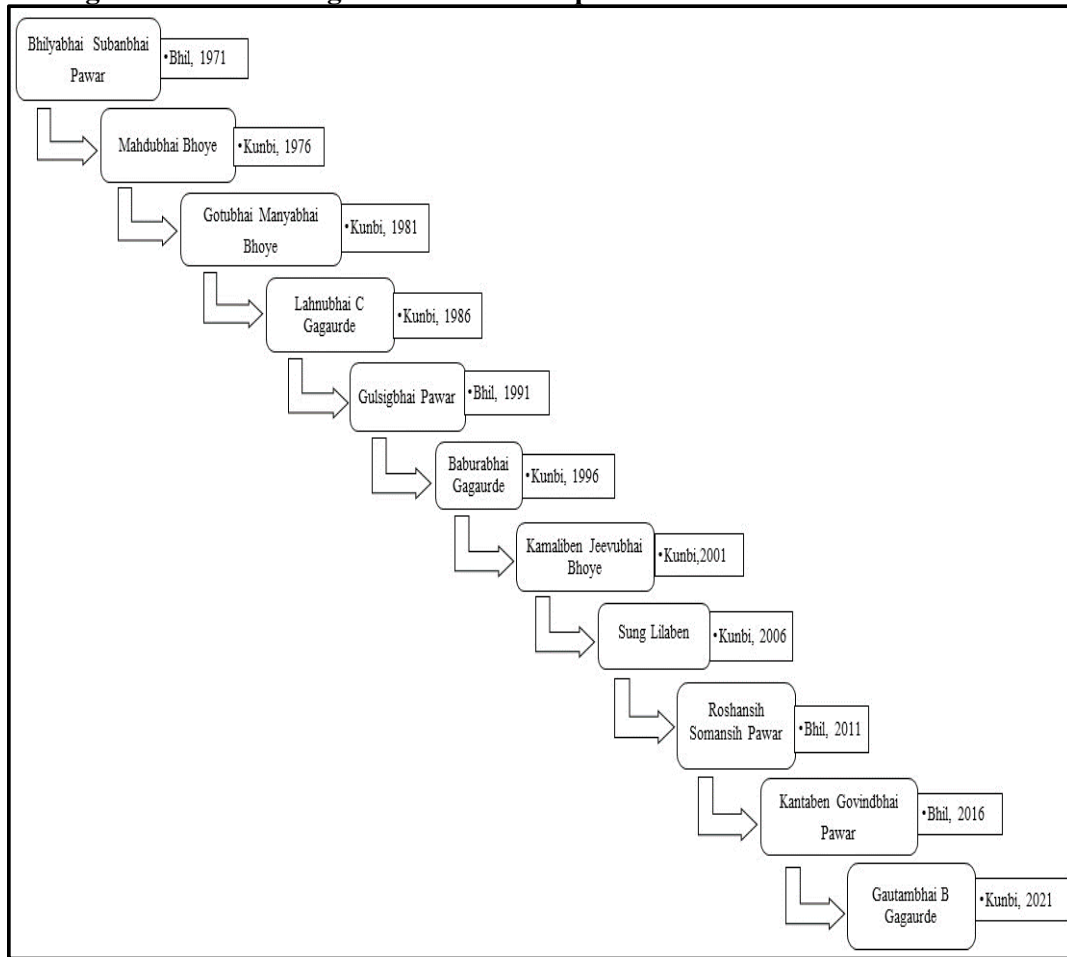 Bhilyabhai Subanbhai
Pawar
•Bhil, 1971
Mahdubhai Bhoye
•Kunbi, 1976
Gotubhai Manyabhai
Bhoye
•Kunbi, 1981
Lahnubhai C
Gagaurde
•Kunbi, 1986
Gulsigbhai Pawar
•Bhil, 1991
Baburabhai
Gagaurde
•Kunbi, 1996
Kamaliben Jeevubhai
Bhoye
•Kunbi,2001
Sung Lilaben
•Kunbi, 2006
Roshansih
Somansih Pawar
•Bhil, 2011
Kantaben Govindbhai
Pawar
•Bhil, 2016
Gautambhai B
Gagaurde
•Kunbi, 2021